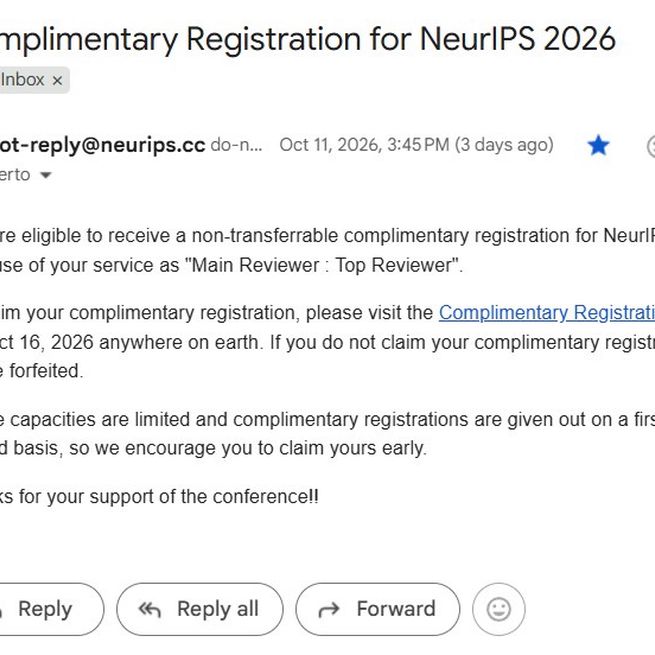 mplimentary Registration for NeurIPS 2026
Inbox ×
ot-reply@neurips.cc do-n... Oct 11, 2026, 3:45 PM (3 days ago)
erto
re eligible to receive a non-transferrable complimentary registration for NeurIP
use of your service as "Main Reviewer : Top Reviewer".
im your complimentary registration, please visit the Complimentary Registrati
ct 16, 2026 anywhere on earth. If you do not claim your complimentary registr
e forfeited.
e capacities are limited and complimentary registrations are given out on a firs
d basis, so we encourage you to claim yours early.
ks for your support of the conference!!
Reply Reply all Forward